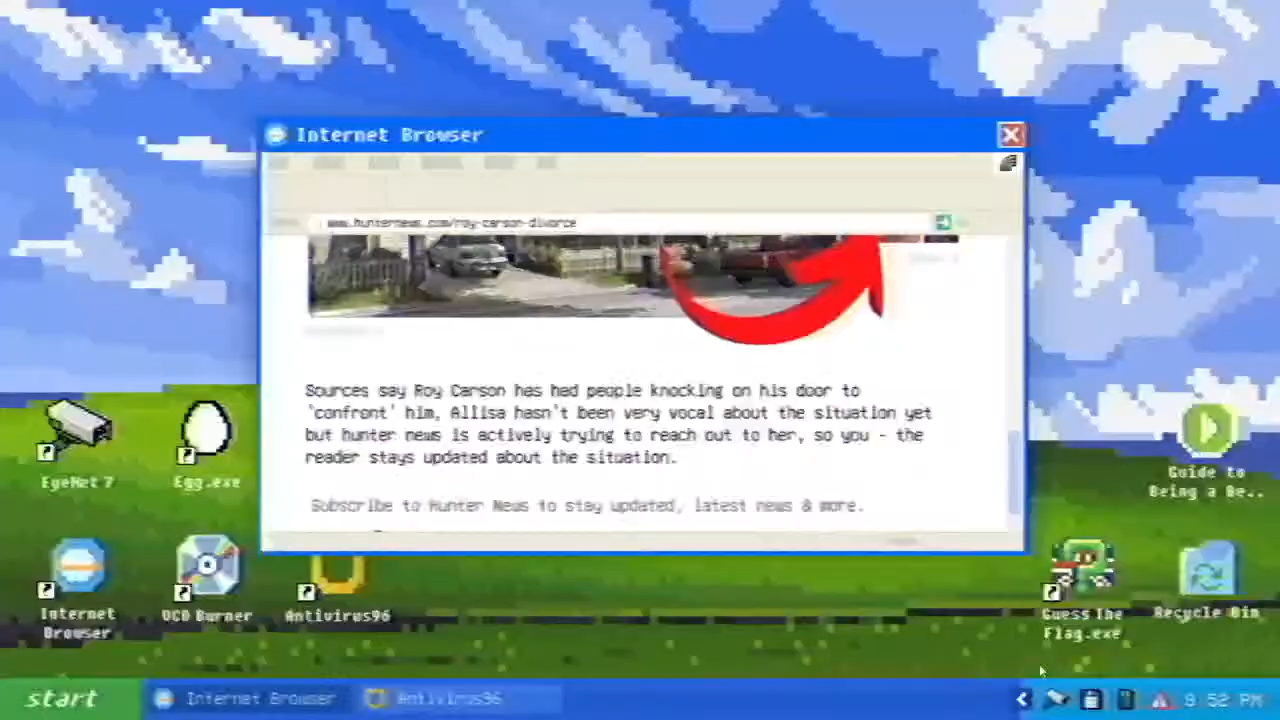 Internet Browser
www.hunternews.com/roy-carson-divorce
Sources say Roy Carson has had people knocking on his door to
'confront' him, Allisa hasn't been very vocal about the situation yet
but hunter news is actively trying to reach out to her, so you - the
reader stays updated about the situation.
Subscribe to Hunter News to stay updated, latest news & more.
EyeNet 7
Egg.exe
Guide to
Being a Be..
Internet
Browser
OCD Burner
Antivirus96
Guess The
Flag.exe
Recycle Bin
start
Internet Browser
Antivirus96
9:52 PM